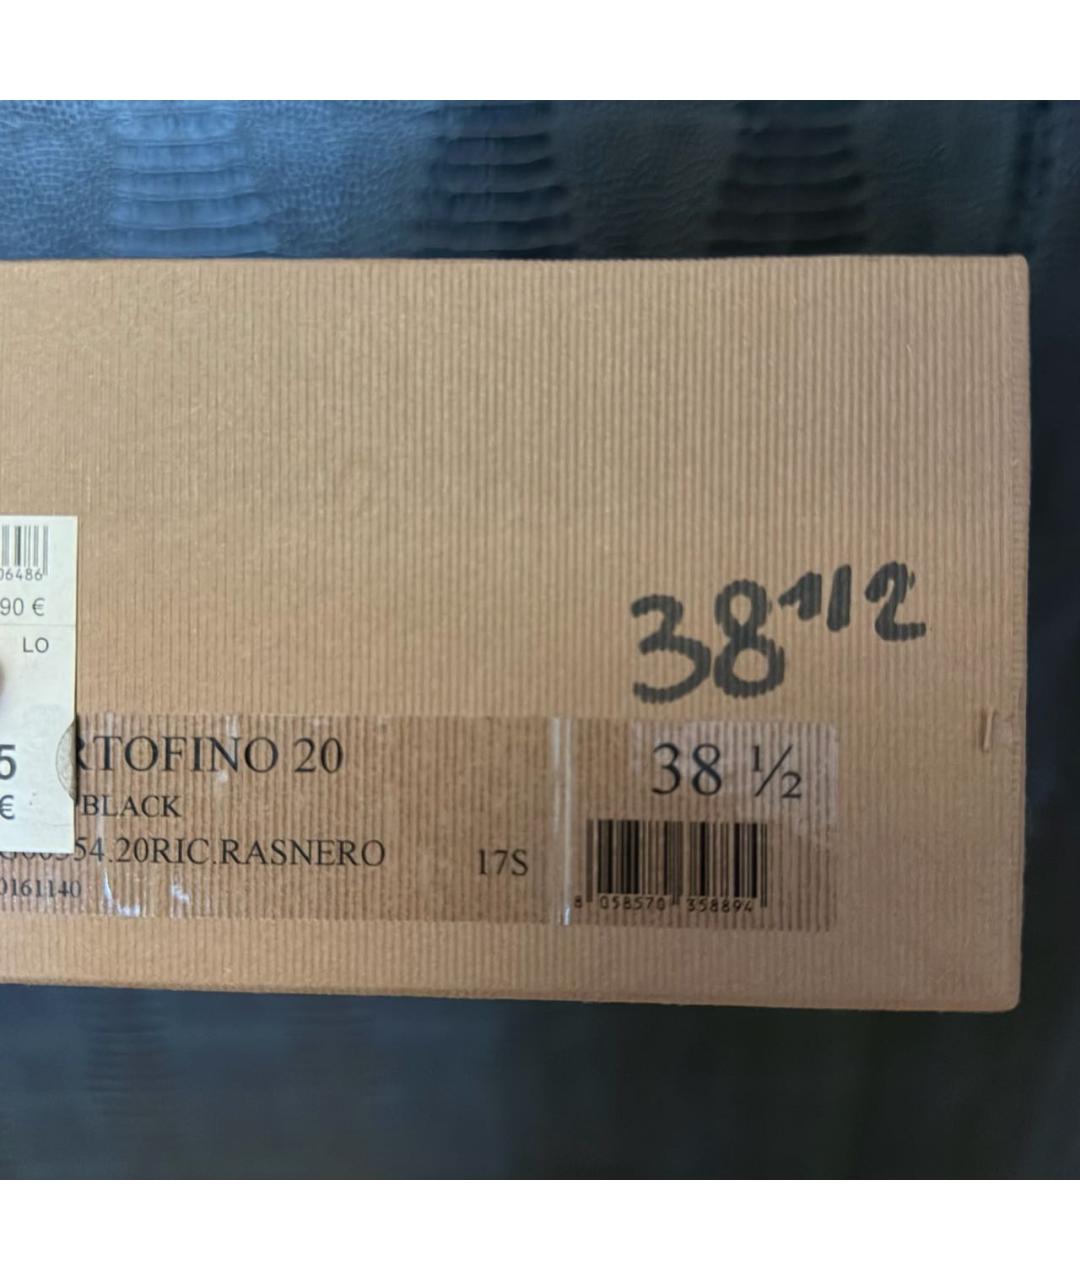 06486
90 €
LO
5
€
38 1/2
RTOFINO 20
BLACK
G00354.20RIC.RASNERO
0161140
17S
38 ½
8 058570 358894